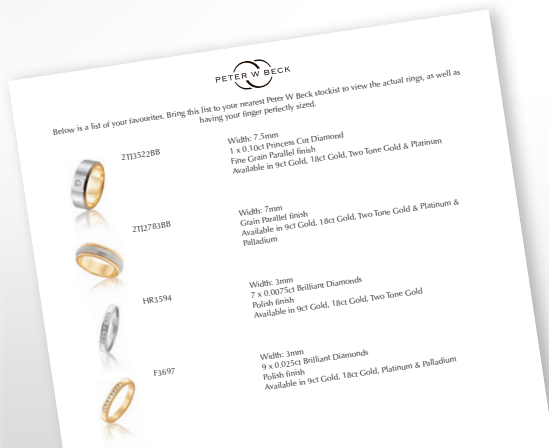 PETER W BECK
Below is a list of your favourites. Bring this list to your nearest Peter W Beck stockist to view the actual rings, as well as
having your finger perfectly sized.
2TJ3522BB
Width: 7.5mm
1 x 0.10ct Princess Cut Diamond
Fine Grain Parallel finish
Available in 9ct Gold, 18ct Gold, Two Tone Gold & Platinum
2TJ2783BB
Width: 7mm
Grain Parallel finish
Available in 9ct Gold, 18ct Gold, Two Tone Gold & Platinum &
Palladium
HR3594
Width: 3mm
7 x 0.0075ct Brilliant Diamonds
Polish finish
Available in 9ct Gold, 18ct Gold, Two Tone Gold
F3697
Width: 3mm
9 x 0.025ct Brilliant Diamonds
Polish finish
Available in 9ct Gold, 18ct Gold, Platinum & Palladium